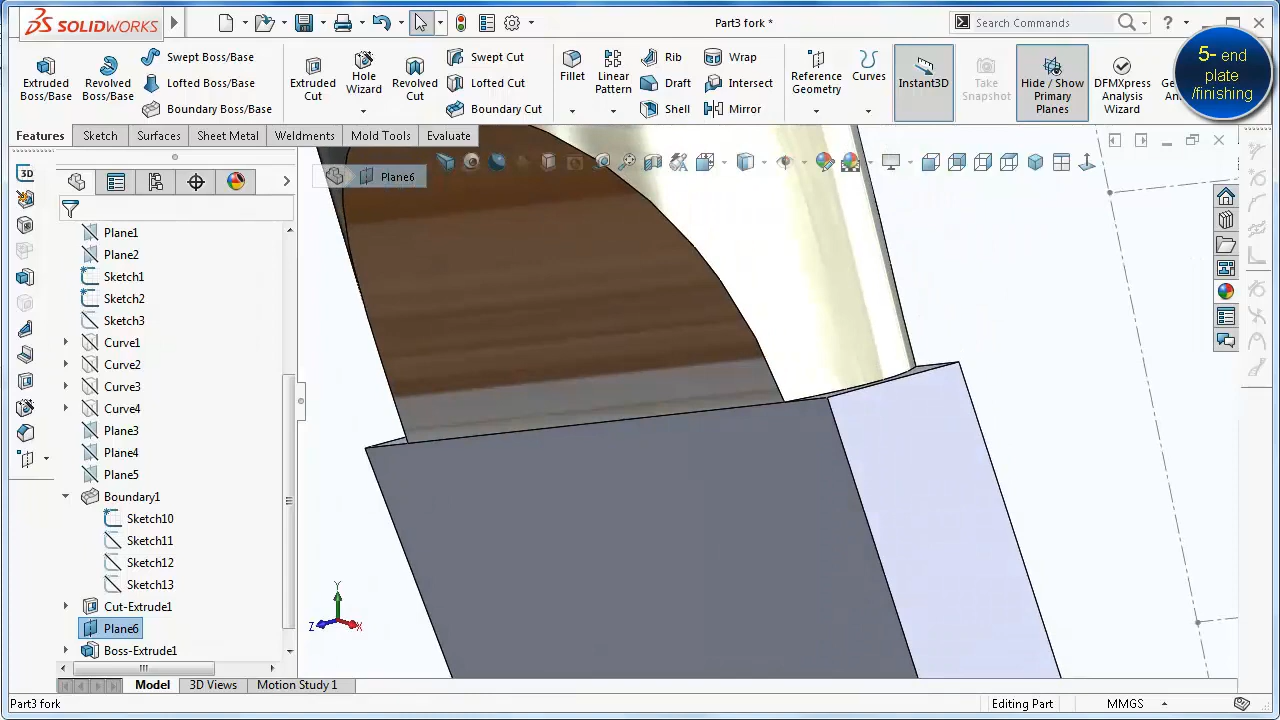 SOLIDWORKS
Part3 fork *
Search Commands
5- end
plate
/finishing
Extruded
Boss/Base
Revolved
Boss/Base
Swept Boss/Base
Lofted Boss/Base
Boundary Boss/Base
Extruded
Cut
Hole
Wizard
Revolved
Cut
Swept Cut
Lofted Cut
Boundary Cut
Fillet
Linear
Pattern
Rib
Draft
Shell
Wrap
Intersect
Mirror
Reference
Geometry
Curves
Instant3D
Take
Snapshot
Hide / Show
Primary
Planes
DFMXpress
Analysis
Wizard
Features
Sketch
Surfaces
Sheet Metal
Weldments
Mold Tools
Evaluate
3D
Plane6
Plane1
Plane2
Sketch1
Sketch2
Sketch3
Curve1
Curve2
Curve3
Curve4
Plane3
Plane4
Plane5
Boundary1
Sketch10
Sketch11
Sketch12
Sketch13
Cut-Extrude1
Plane6
Boss-Extrude1
Y
Z
X
Model
3D Views
Motion Study 1
Part3 fork
Editing Part
MMGS